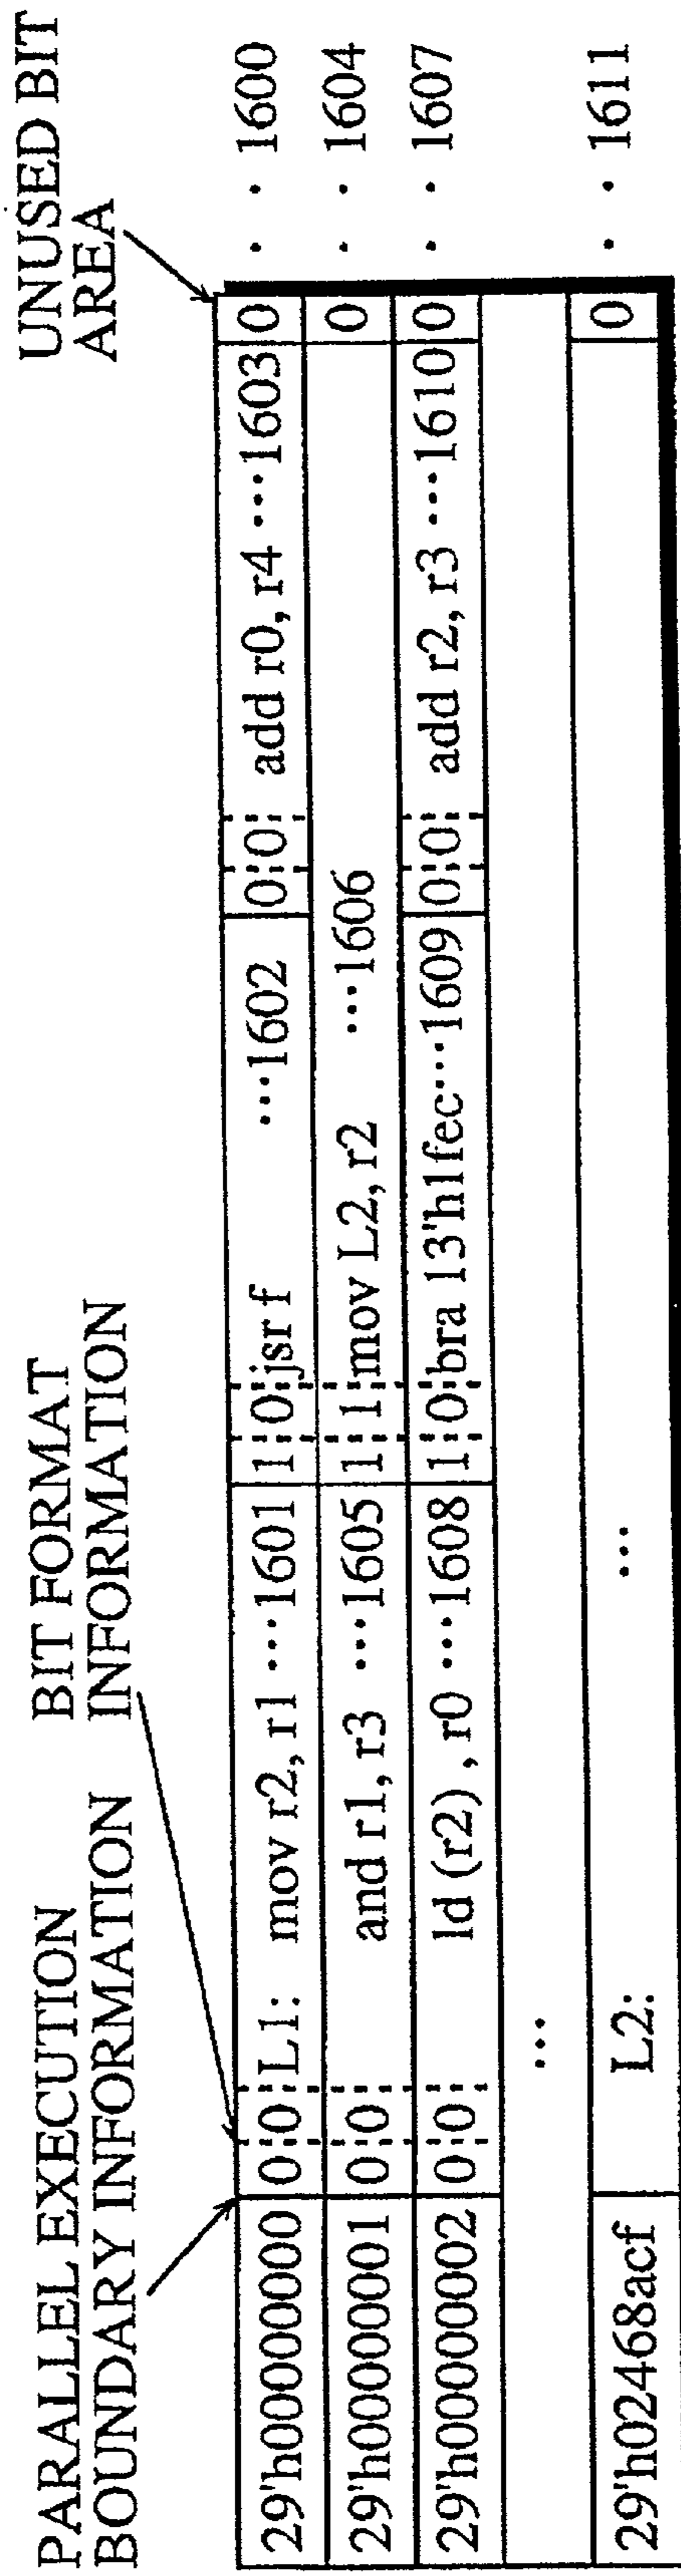 PARALLEL EXECUTION
BOUNDARY INFORMATION
BIT FORMAT
INFORMATION
UNUSED BIT
AREA
29'h00000000 0 0 L1: mov r2, r1 ···1601 1 0 jsr f ···1602 0 0 add r0, r4 ···1603 0 · · 1600
29'h00000001 0 0 and r1, r3 ···1605 1 1 mov L2, r2 ···1606 0 · · 1604
29'h00000002 0 0 ld (r2) , r0 ···1608 1 0 bra 13'h1fec···1609 0 0 add r2, r3 ···1610 0 · · 1607
···
29'h02468acf L2: ··· 0 · · 1611